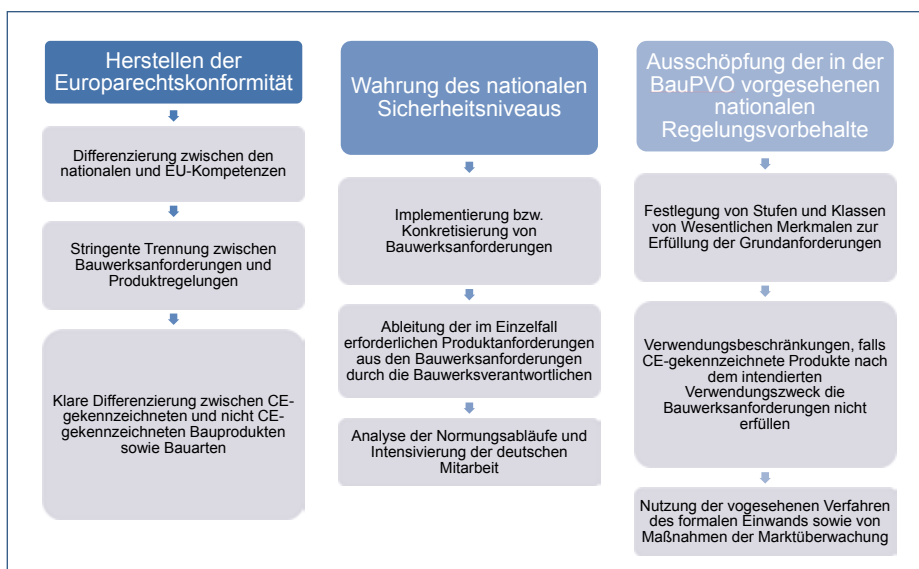 Herstellen der
Europarechtskonformität
Differenzierung zwischen den
nationalen und EU-Kompetenzen
Stringente Trennung zwischen
Bauwerksanforderungen und
Produktregelungen
Klare Differenzierung zwischen CE-
gekennzeichneten und nicht CE-
gekennzeichneten Bauprodukten
sowie Bauarten
Wahrung des nationalen
Sicherheitsniveaus
Implementierung bzw.
Konkretisierung von
Bauwerksanforderungen
Ableitung der im Einzelfall
erforderlichen Produktanforderungen
aus den Bauwerksanforderungen
durch die Bauwerksverantwortlichen
Analyse der Normungsabläufe und
Intensivierung der deutschen
Mitarbeit
Ausschöpfung der in der
BauPVO vorgesehenen
nationalen
Regelungsvorbehalte
Festlegung von Stufen und Klassen
von Wesentlichen Merkmalen zur
Erfüllung der Grundanforderungen
Verwendungsbeschränkungen, falls
CE-gekennzeichnete Produkte nach
dem intendierten
Verwendungszweck die
Bauwerksanforderungen nicht
erfüllen
Nutzung der vogesehenen Verfahren
des formalen Einwands sowie von
Maßnahmen der Marktüberwachung